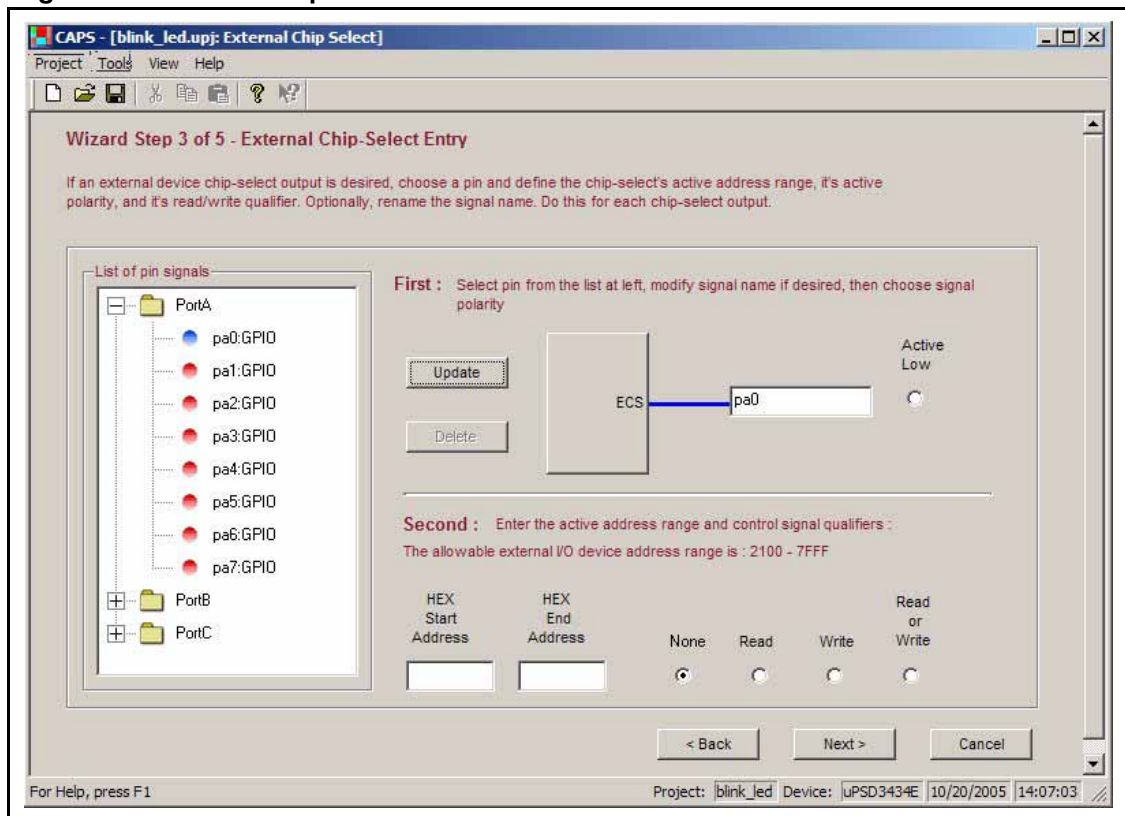 CAPS - [blink_led.upj: External Chip Select]
Project Tools View Help
Wizard Step 3 of 5 - External Chip-Select Entry
If an external device chip-select output is desired, choose a pin and define the chip-select's active address range, it's active
polarity, and it's read/write qualifier. Optionally, rename the signal name. Do this for each chip-select output.
List of pin signals
PortA
pa0:GPIO
pa1:GPIO
pa2:GPIO
pa3:GPIO
pa4:GPIO
pa5:GPIO
pa6:GPIO
pa7:GPIO
PortB
PortC
First : Select pin from the list at left, modify signal name if desired, then choose signal
polarity
Update
Delete
ECS
pa0
Active
Low
Second : Enter the active address range and control signal qualifiers :
The allowable external I/O device address range is : 2100 - 7FFF
HEX
Start
Address
HEX
End
Address
None
Read
Write
Read
or
Write
< Back
Next >
Cancel
For Help, press F1
Project: blink_led Device: uPSD3434E 10/20/2005 14:07:03